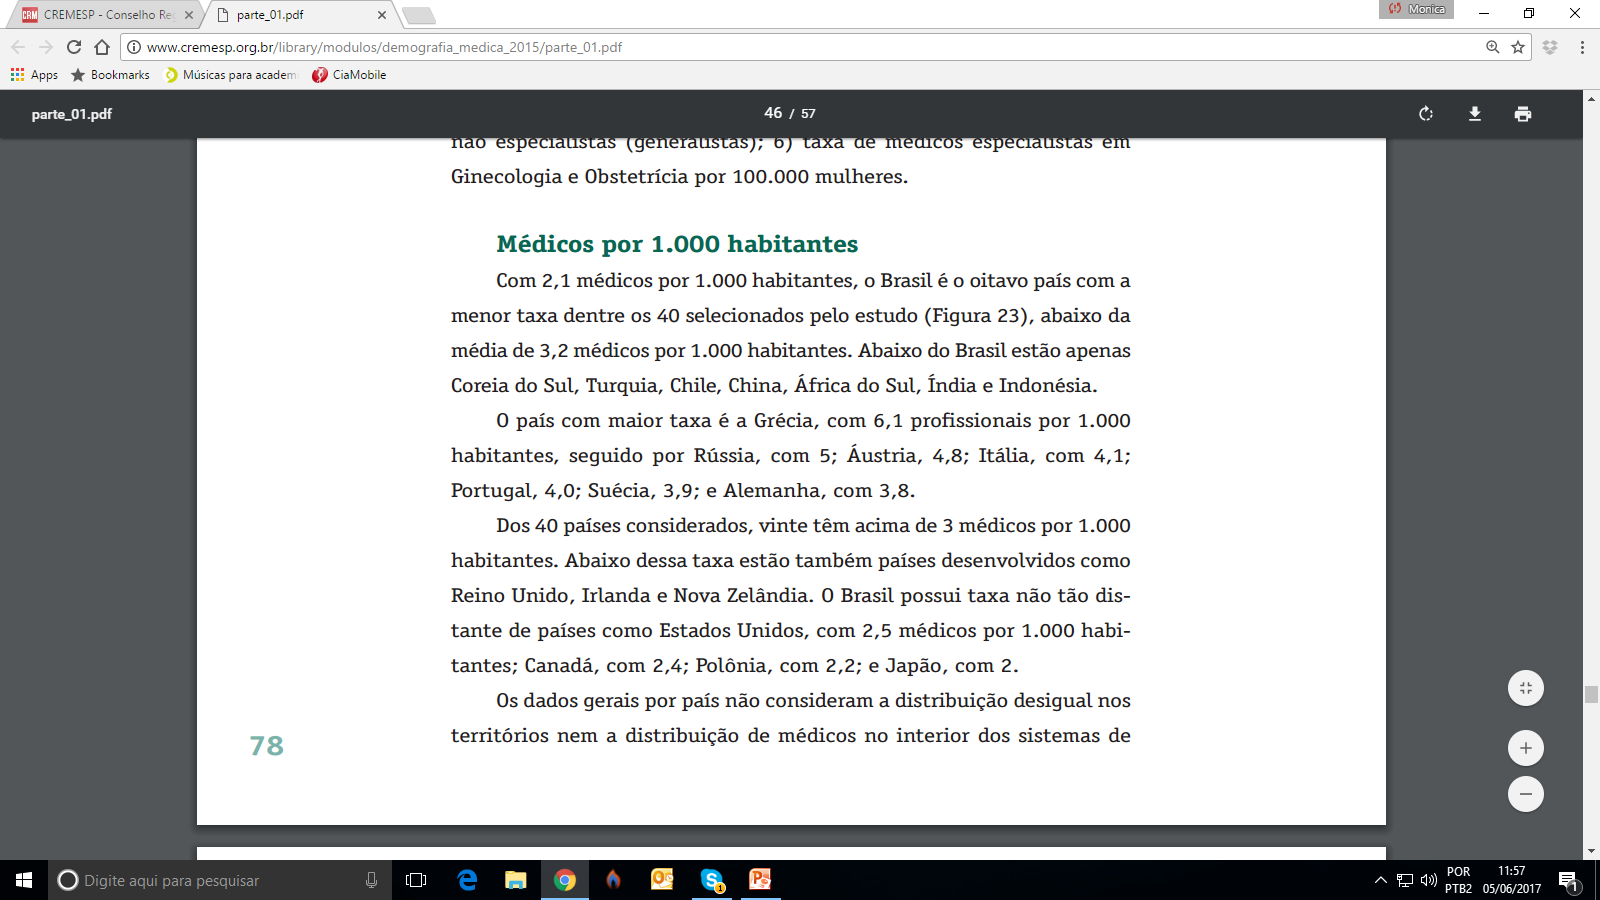 CREMESP - Conselho Re
parte_01.pdf
Monica
www.cremesp.org.br/library/modulos/demografia_medica_2015/parte_01.pdf
Apps
Bookmarks
Músicas para academ
CiaMobile
parte_01.pdf
46 / 57
não especialistas (generalistas); 6) taxa de médicos especialistas em
Ginecologia e Obstetrícia por 100.000 mulheres.
Médicos por 1.000 habitantes
Com 2,1 médicos por 1.000 habitantes, o Brasil é o oitavo país com a
menor taxa dentre os 40 selecionados pelo estudo (Figura 23), abaixo da
média de 3,2 médicos por 1.000 habitantes. Abaixo do Brasil estão apenas
Coreia do Sul, Turquia, Chile, China, África do Sul, Índia e Indonésia.
O país com maior taxa é a Grécia, com 6,1 profissionais por 1.000
habitantes, seguido por Rússia, com 5; Áustria, 4,8; Itália, com 4,1;
Portugal, 4,0; Suécia, 3,9; e Alemanha, com 3,8.
Dos 40 países considerados, vinte têm acima de 3 médicos por 1.000
habitantes. Abaixo dessa taxa estão também países desenvolvidos como
Reino Unido, Irlanda e Nova Zelândia. O Brasil possui taxa não tão dis-
tante de países como Estados Unidos, com 2,5 médicos por 1.000 habi-
tantes; Canadá, com 2,4; Polônia, com 2,2; e Japão, com 2.
Os dados gerais por país não consideram a distribuição desigual nos
territórios nem a distribuição de médicos no interior dos sistemas de
78
Digite aqui para pesquisar
POR
PTB2
11:57
05/06/2017
1